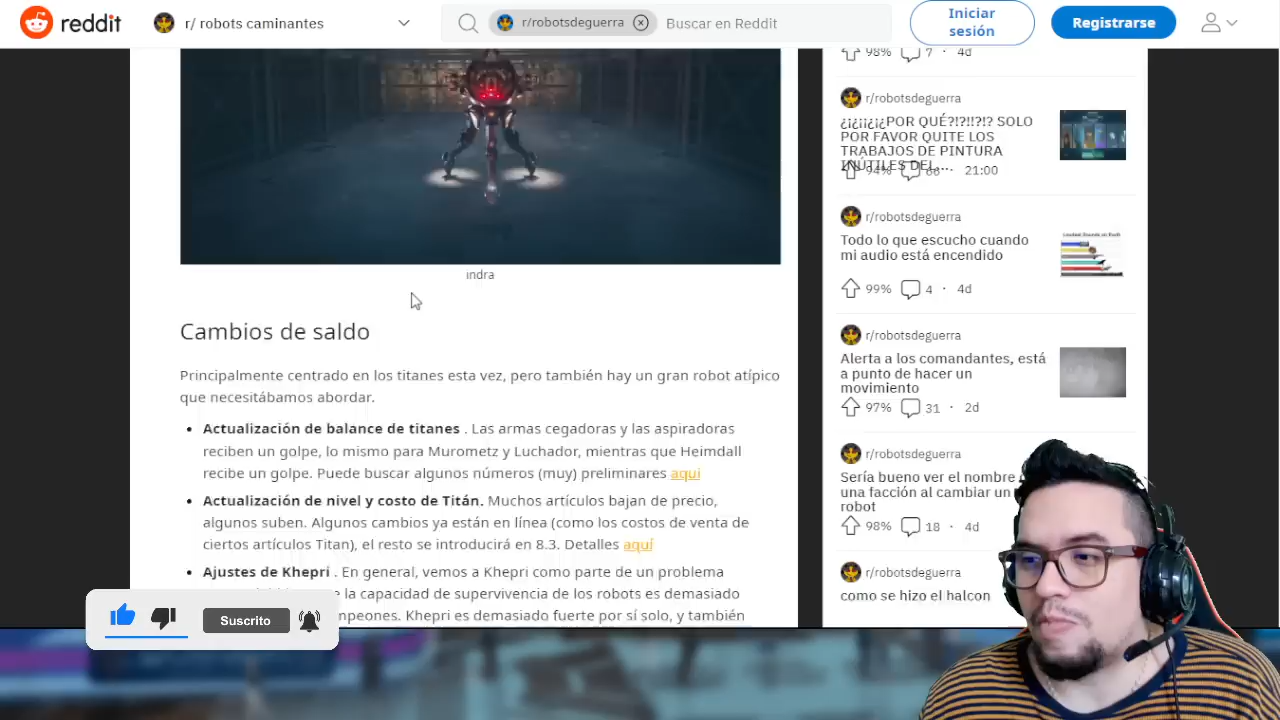 reddit
r/ robots caminantes
r/robotsdeguerra
Buscar en Reddit
Iniciar sesión
Registrarse
ındra
Cambios de saldo
Principalmente centrado en los titanes esta vez, pero también hay un gran robot atípico
que necesitábamos abordar.
• Actualización de balance de titanes . Las armas cegadoras y las aspiradoras
reciben un golpe, lo mismo para Murometz y Luchador, mientras que Heimdall
recibe un golpe. Puede buscar algunos números (muy) preliminares aqui
• Actualización de nivel y costo de Titán. Muchos artículos bajan de precio,
algunos suben. Algunos cambios ya están en línea (como los costos de venta de
ciertos artículos Titan), el resto se introducirá en 8.3. Detalles aquí
• Ajustes de Khepri . En general, vemos a Khepri como parte de un problema
la capacidad de supervivencia de los robots es demasiado
Khepri es demasiado fuerte por sí solo, y también
Suscrito
98% 7 · 4d
r/robotsdeguerra
¿¡¿¡¡¿¡¿POR QUÉ?!?!!?!? SOLO
POR FAVOR QUITE LOS
TRABAJOS DE PINTURA
INÚTILES DEL...
94% 66 · 21:00
r/robotsdeguerra
Todo lo que escucho cuando
mi audio está encendido
99% 4 · 4d
r/robotsdeguerra
Alerta a los comandantes, está
a punto de hacer un
movimiento
97% 31 · 2d
r/robotsdeguerra
Sería bueno ver el nombre
una facción al cambiar un
robot
98% 18 · 4d
r/robotsdeguerra
como se hizo el halcon